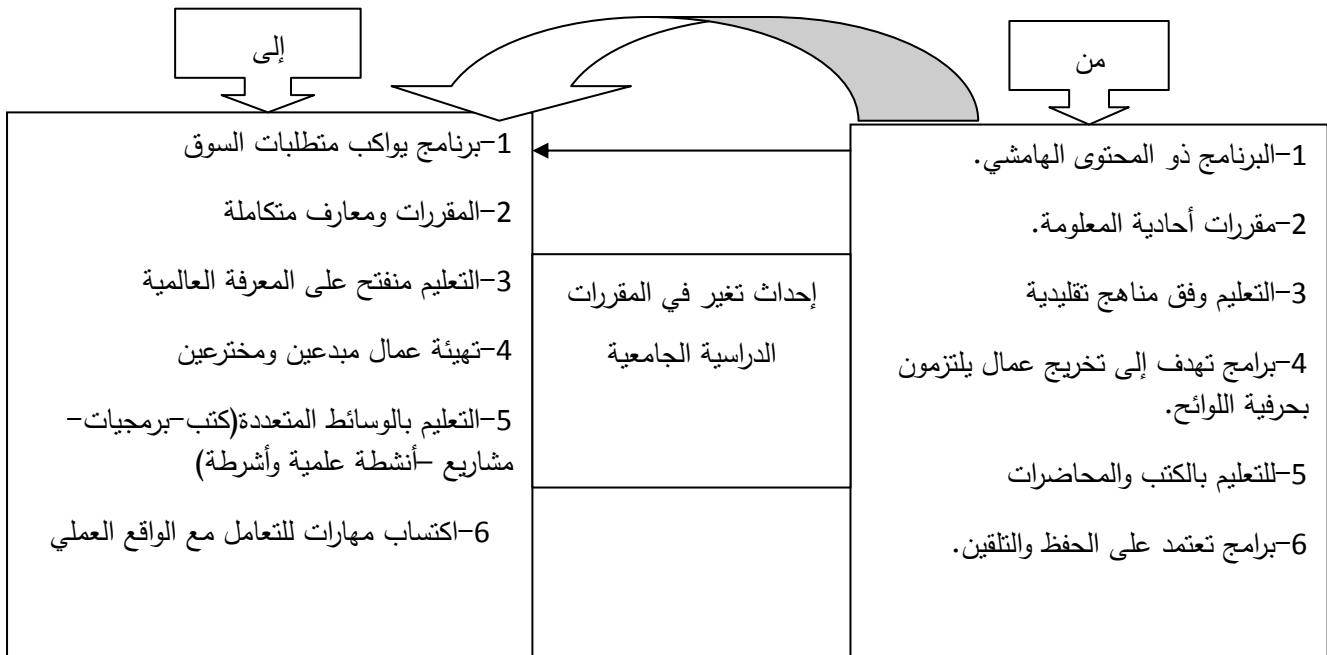 من
إلى
1-البرنامج ذو المحتوى الهامشي.
2-مقررات أحادية المعلومة.
3-التعليم وفق مناهج تقليدية
4-برامج تهدف إلى تخريج عمال يلتزمون
بحرفية اللوائح.
5-للتعليم بالكتب والمحاضرات
6-برامج تعتمد على الحفظ والتلقين.
إحداث تغير في المقررات
الدراسية الجامعية
1-برنامج يواكب متطلبات السوق
2-المقررات ومعارف متكاملة
3-التعليم منفتح على المعرفة العالمية
4-تهيئة عمال مبدعين ومخترعين
5-التعليم بالوسائط المتعددة(كتب-برمجيات-
مشاريع -أنشطة علمية وأشرطة)
6-اكتساب مهارات للتعامل مع الواقع العملي